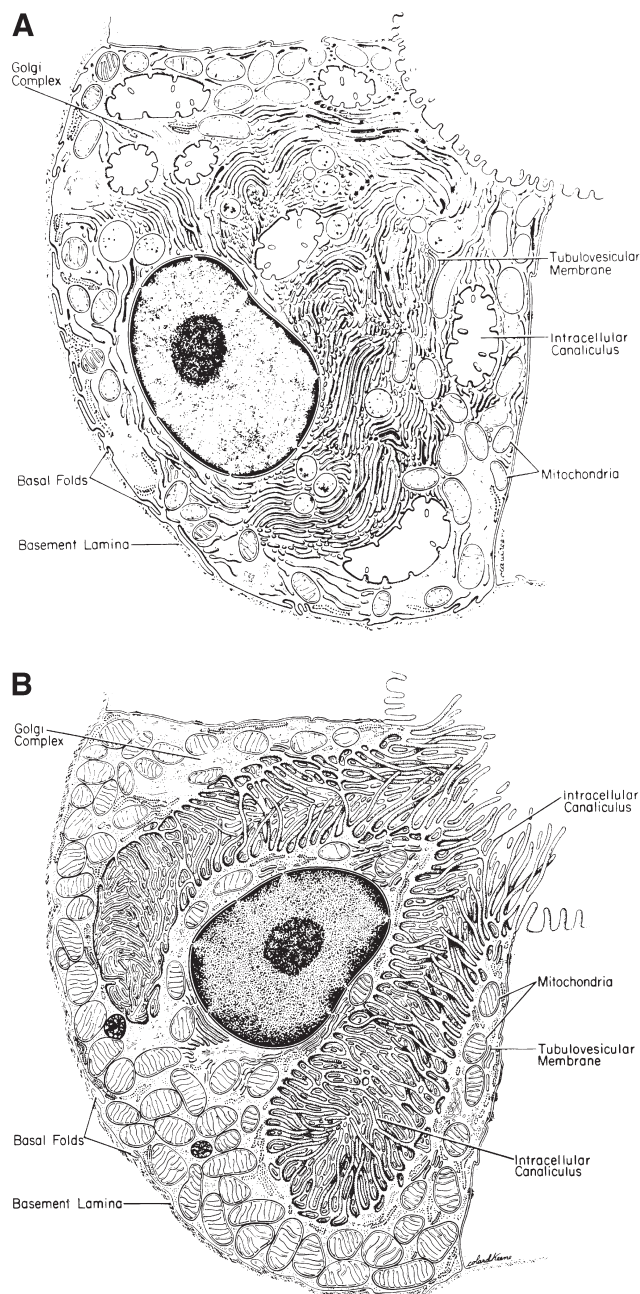 A
Golgi
Complex
Tubulovesicular
Membrane
Intracellular
Canaliculus
Basal Folds
Mitochondria
Basement Lamina
B
Golgi
Complex
intracellular
Canaliculus
Mitochondria
Tubulovesicular
Membrane
Basal Folds
Intracellular
Canaliculus
Basement Lamina